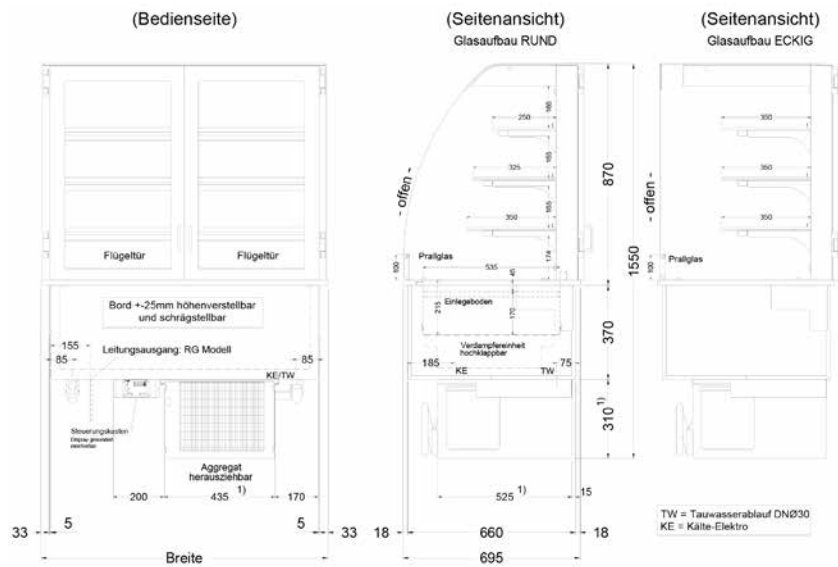 (Bedienseite)
(Seitenansicht)
Glasaufbau RUND
(Seitenansicht)
Glasaufbau ECKIG
Flügeltür
Flügeltür
Bord +-25mm höhenverstellbar
und schrägstellbar
155
Leitungsausgang: RG Modell
85
85
KE/TW
Steuerungskasten
Aggregat
herausziehbar
200
435 1)
170
33
5
5
33
Breite
- offen -
250
325
350
165
155
174
100
Prallglas
535
45
215
170
Einlegeboden
Verdampfereinheit
hochklappbar
185
75
KE
TW
525 1)
15
18
660
18
695
870
370
310 1)
1550
- offen -
350
350
350
100
Prallglas
TW = Tauwasserablauf DNØ30
KE = Kälte-Elektro